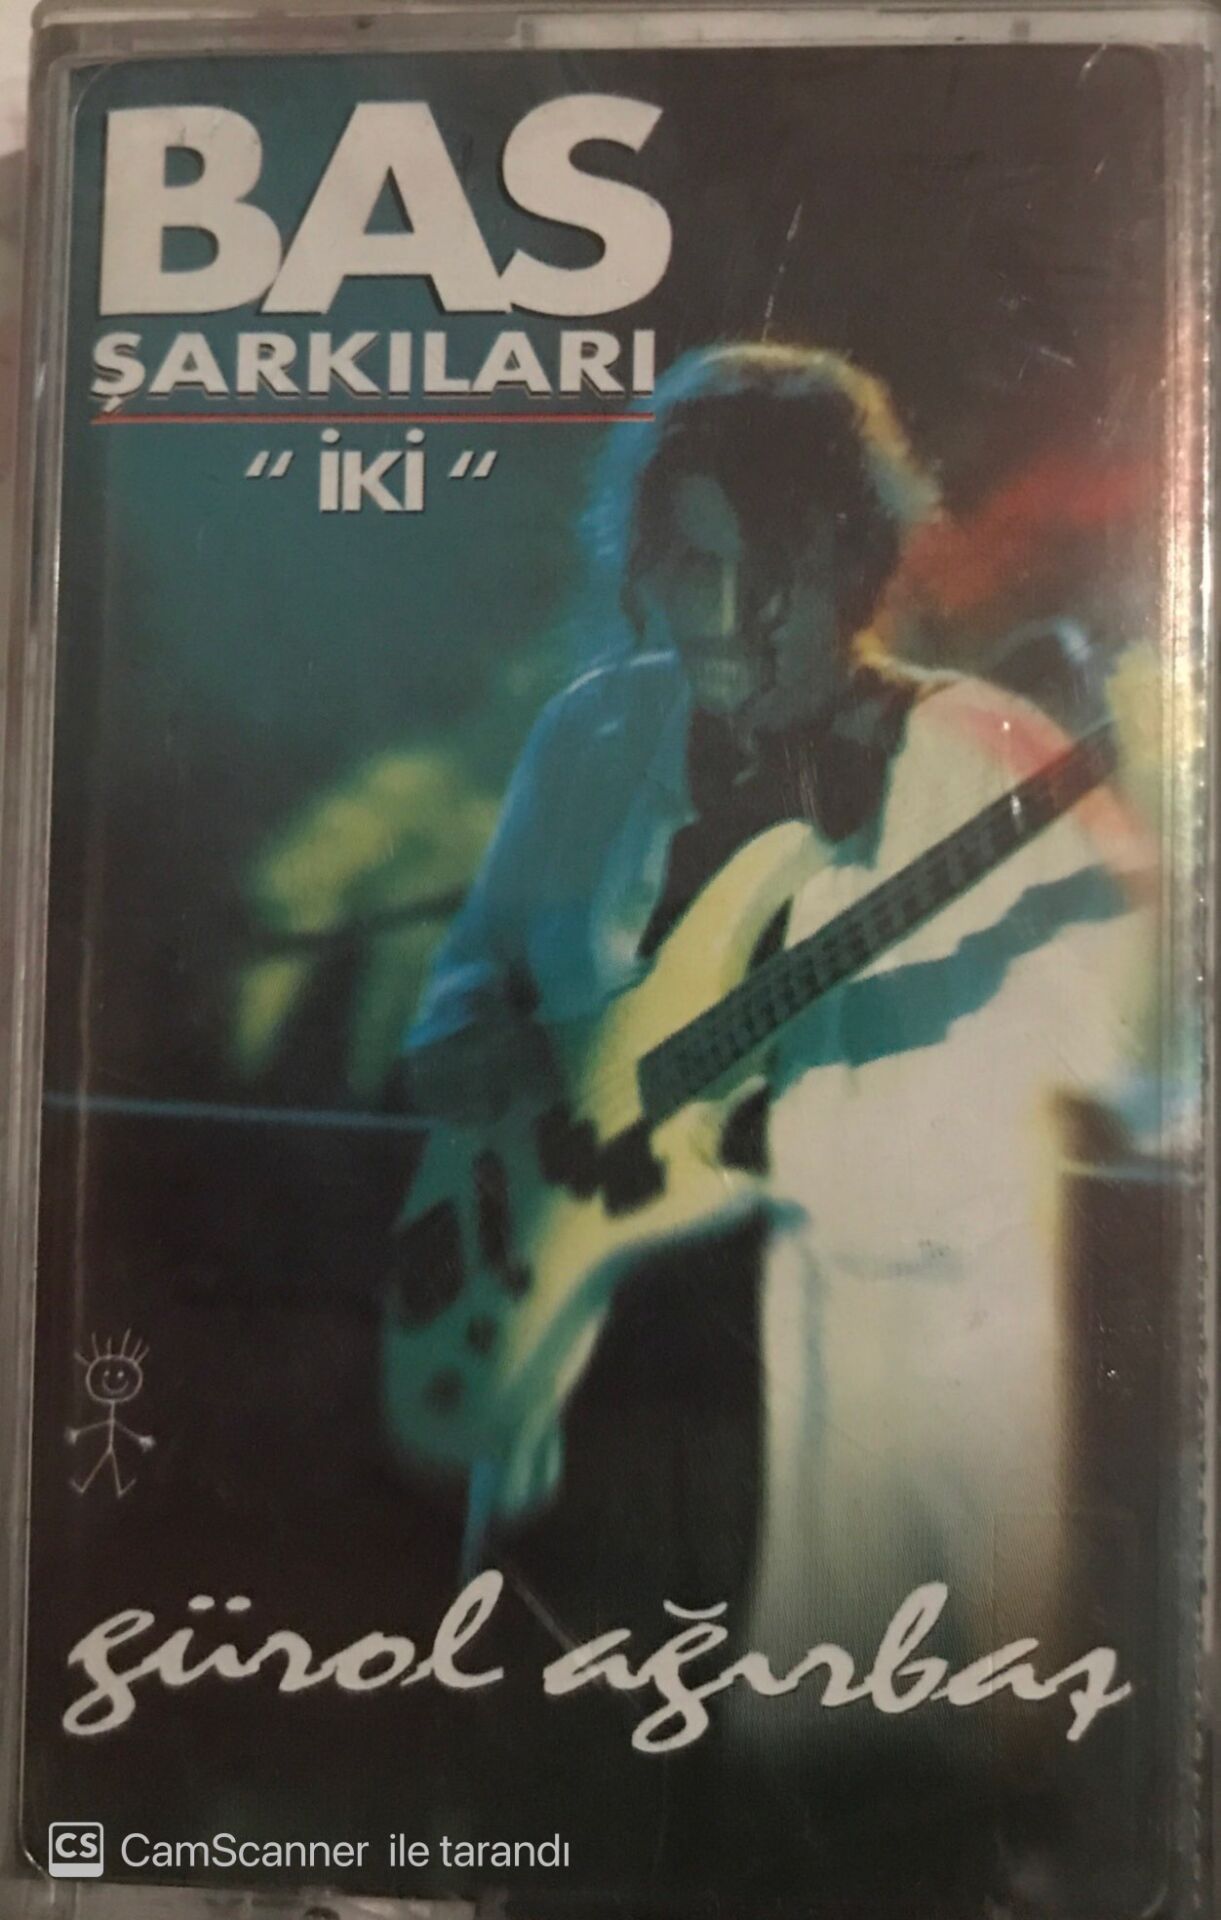 BAS
ŞARKILARI
“ İKİ “
gürol ağırbaş
CS CamScanner ile tarandı